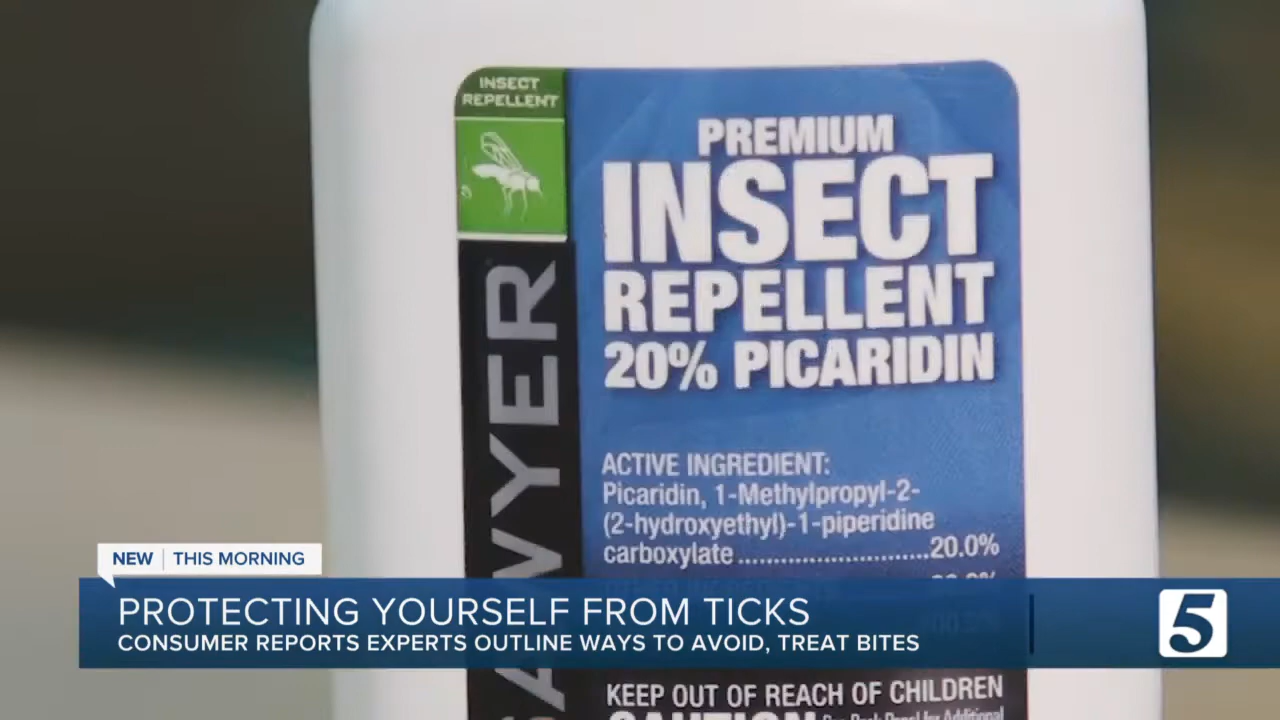 INSECT
REPELLENT
PREMIUM
INSECT
REPELLENT
20% PICARIDIN
SAWYER
ACTIVE INGREDIENT:
Picaridin, 1-Methylpropyl-2-
(2-hydroxyethyl)-1-piperidine
carboxylate............................20.0%
NEW | THIS MORNING
PROTECTING YOURSELF FROM TICKS
CONSUMER REPORTS EXPERTS OUTLINE WAYS TO AVOID, TREAT BITES
5
KEEP OUT OF REACH OF CHILDREN
CAUTION